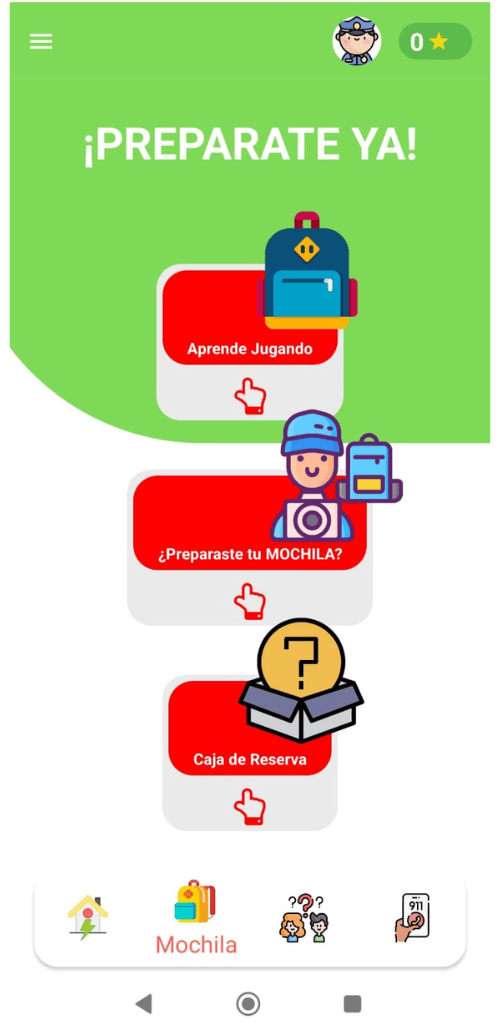 0
¡PREPARATE YA!
Aprende Jugando
¿Preparaste tu MOCHILA?
?
Caja de Reserva
? ? ?
911
Mochila